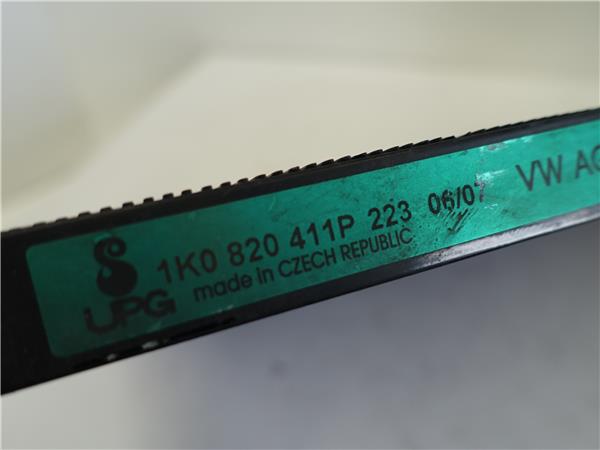 1K0 820 411P 223 06/07 VW AG
UPG made in CZECH REPUBLIC